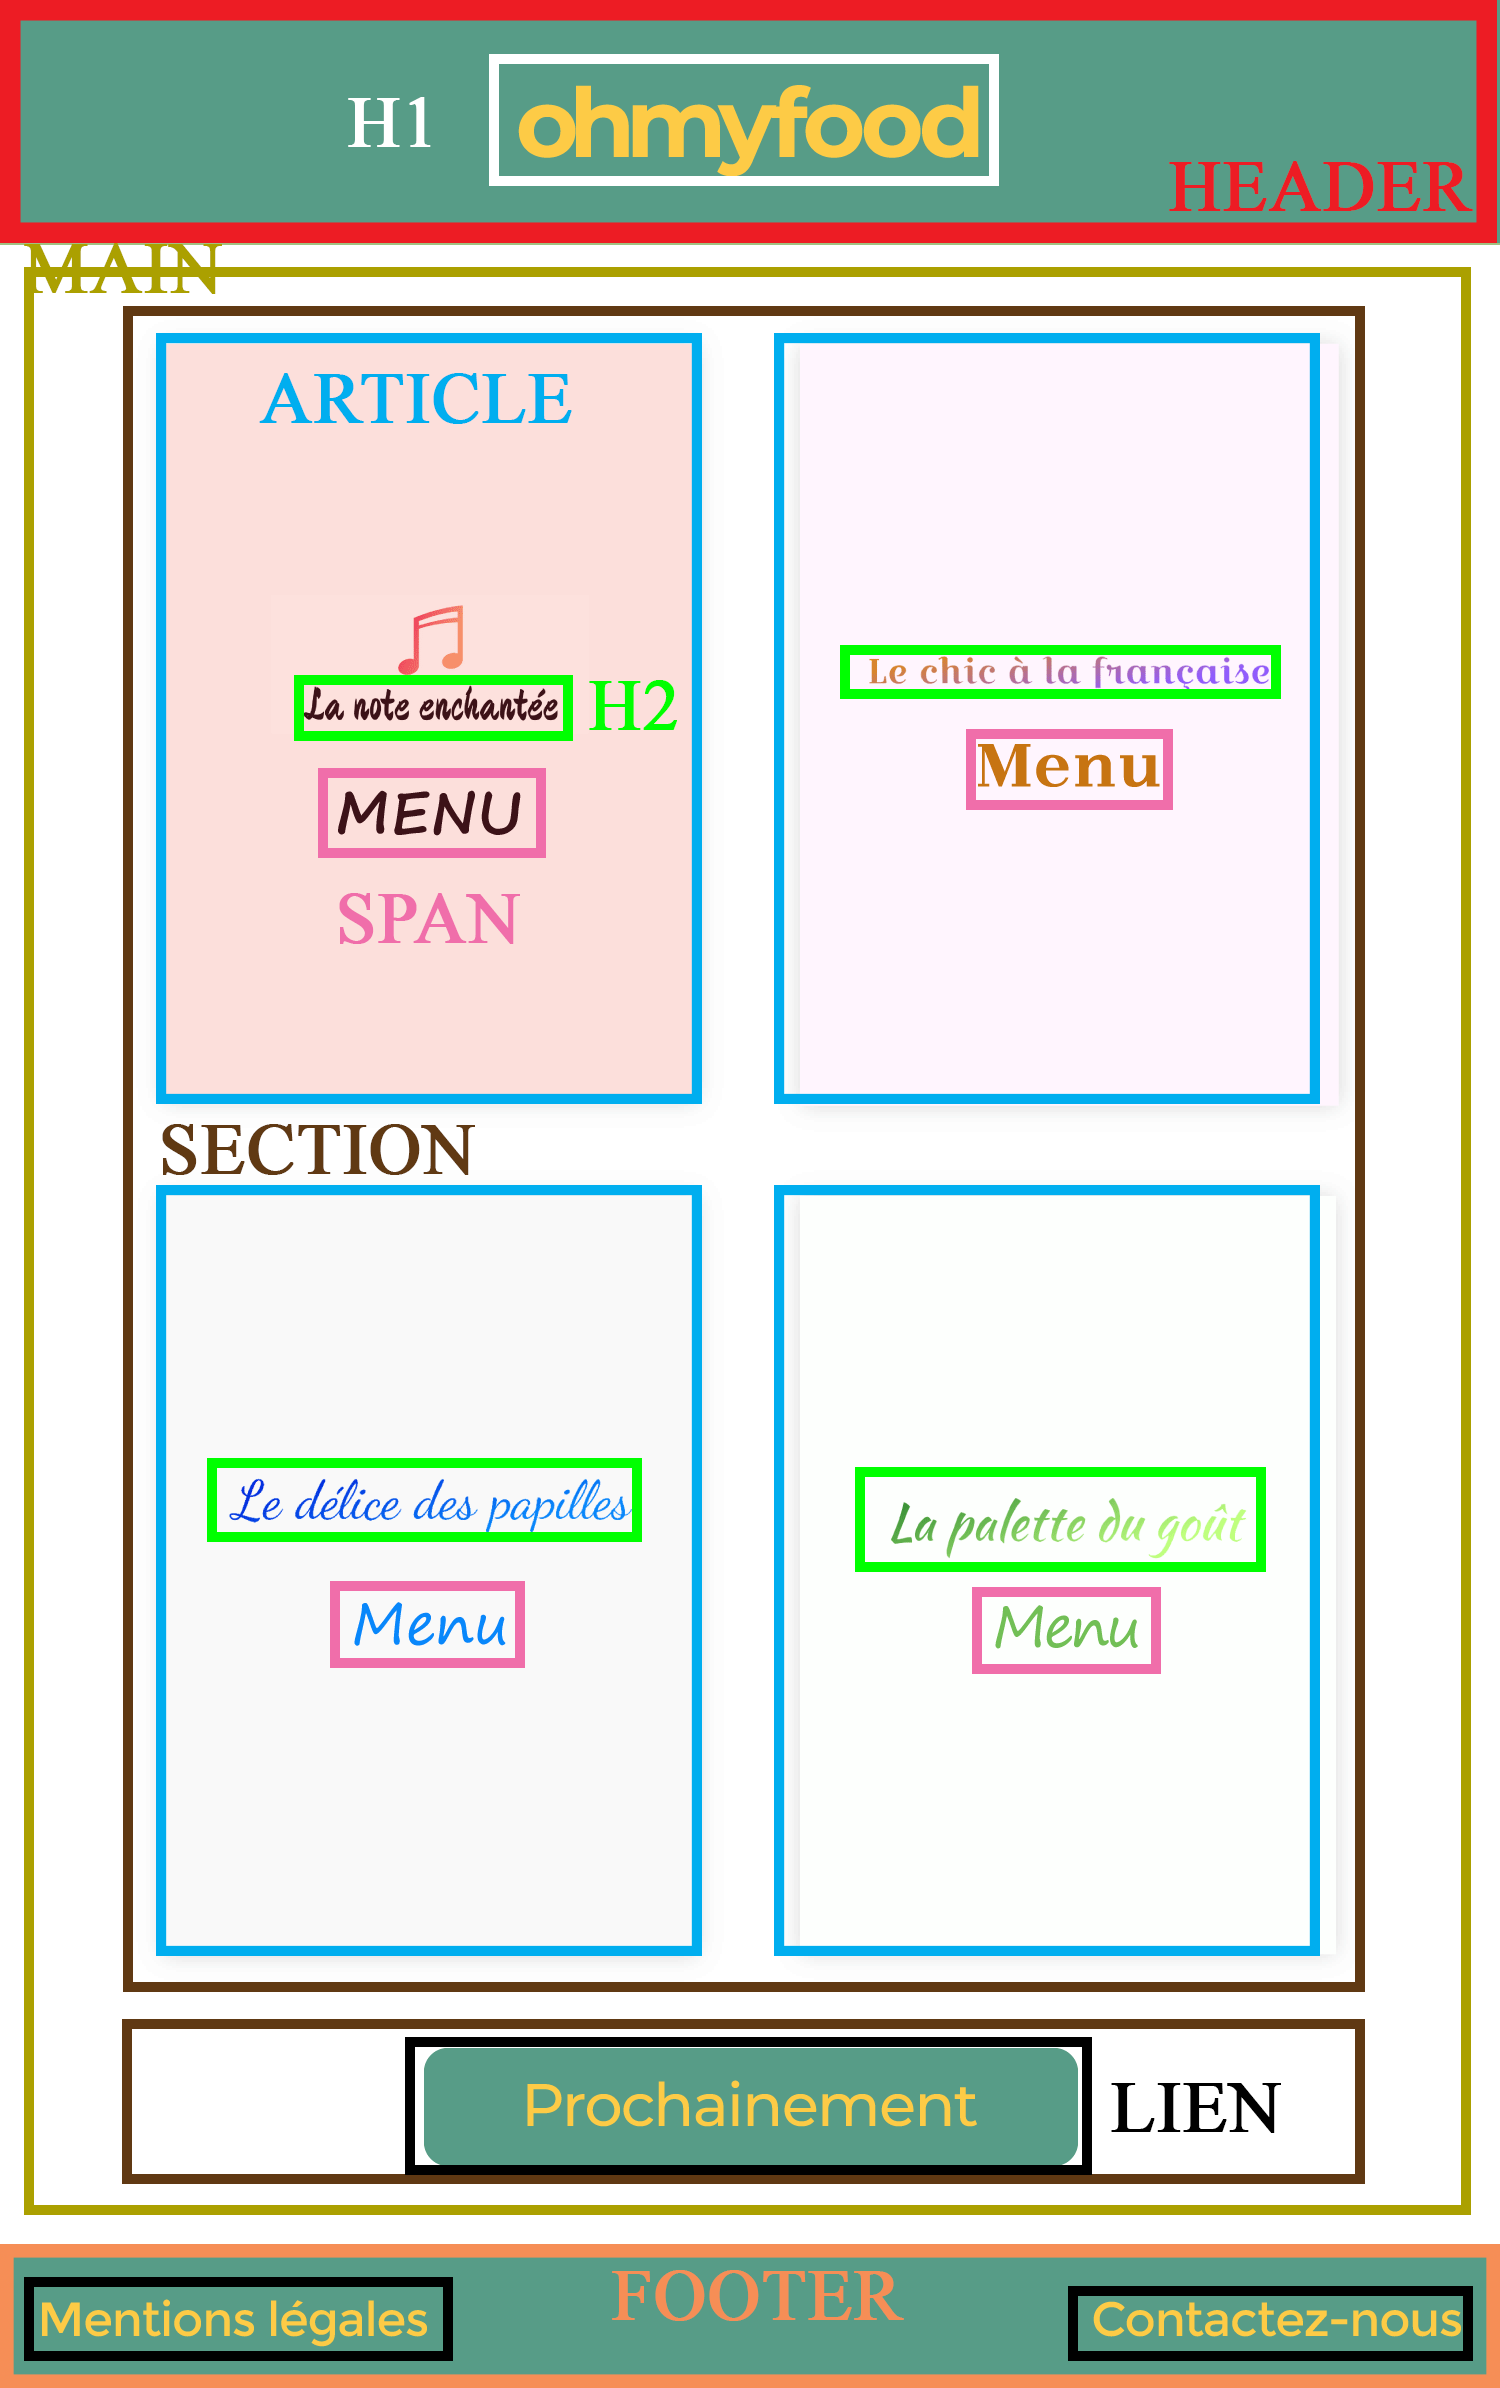 H1 ohmyfood
HEADER
MAIN
ARTICLE
La note enchantée H2
MENU
SPAN
Le chic à la française
Menu
SECTION
Le délice des papilles
Menu
La palette du goût
Menu
Prochainement LIEN
FOOTER
Mentions légales
Contactez-nous